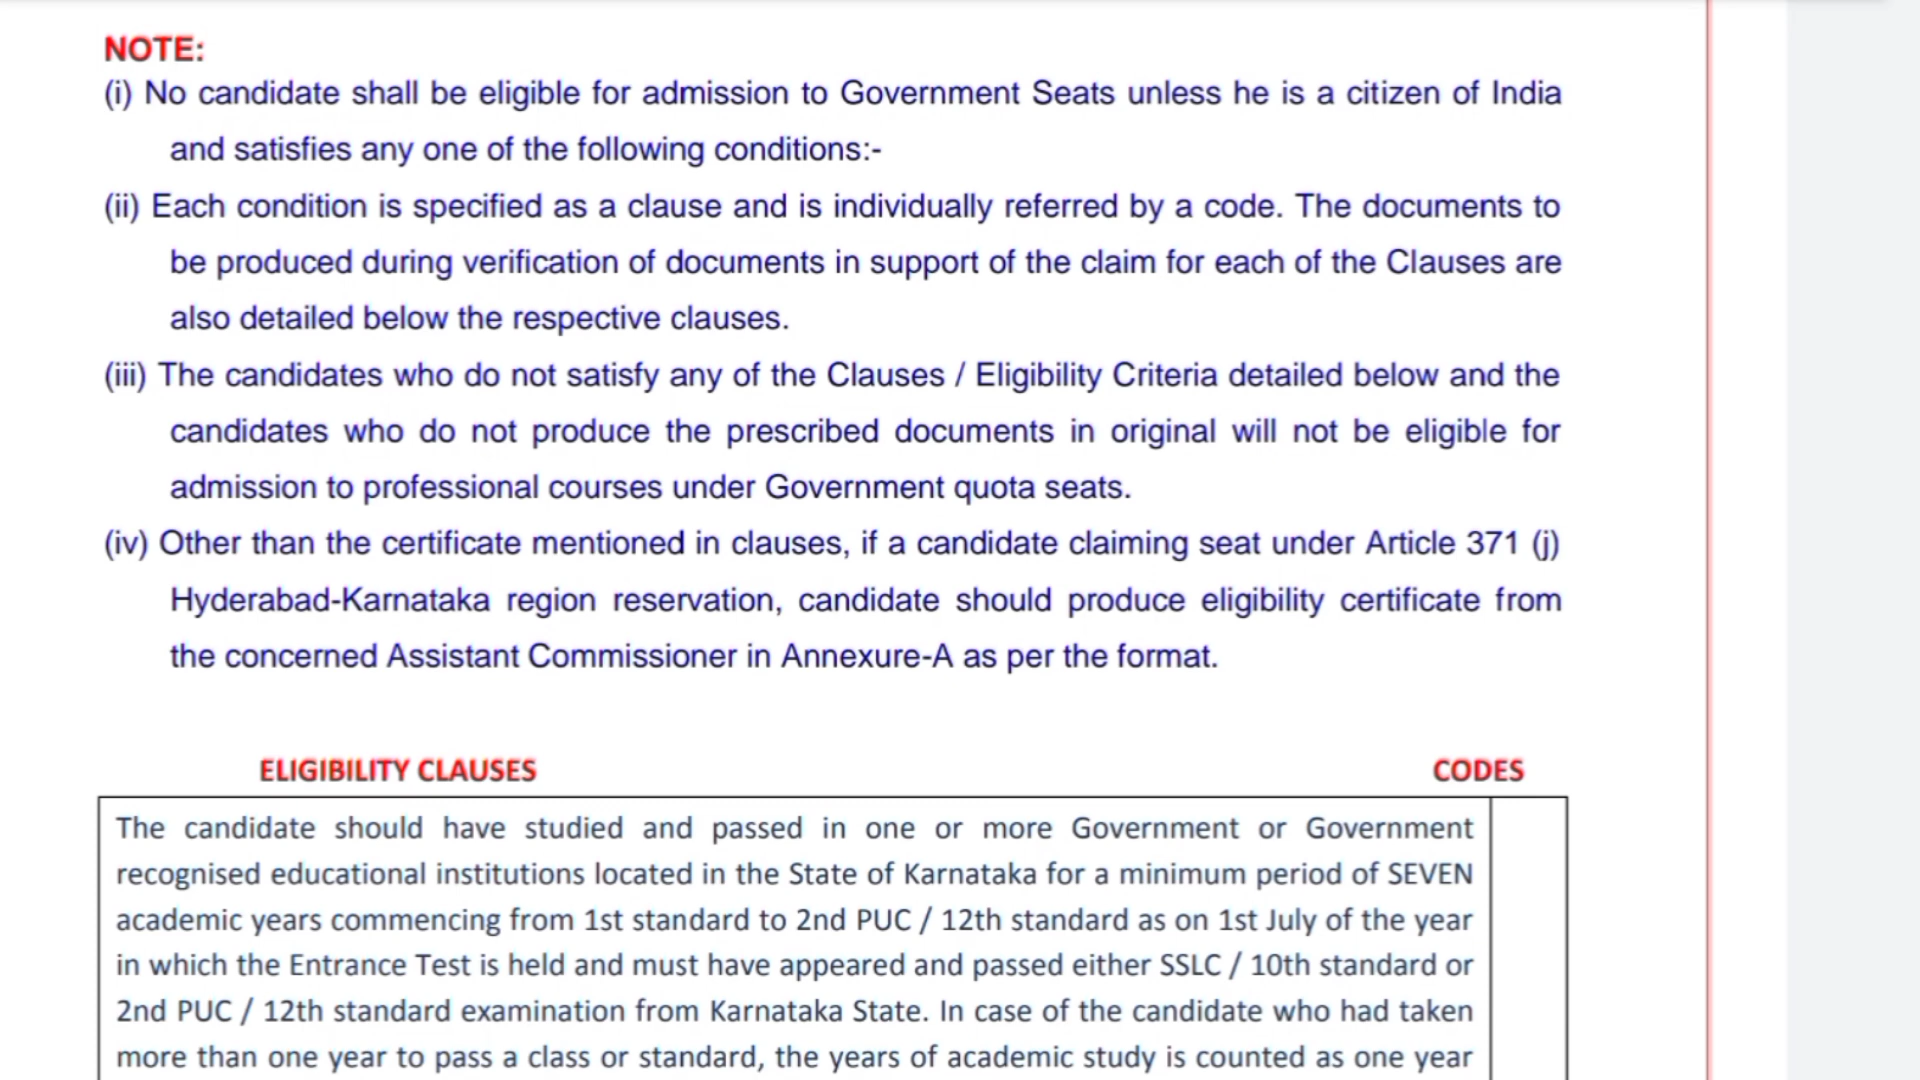 NOTE:
(i) No candidate shall be eligible for admission to Government Seats unless he is a citizen of India
and satisfies any one of the following conditions:-
(ii) Each condition is specified as a clause and is individually referred by a code. The documents to
be produced during verification of documents in support of the claim for each of the Clauses are
also detailed below the respective clauses.
(iii) The candidates who do not satisfy any of the Clauses / Eligibility Criteria detailed below and the
candidates who do not produce the prescribed documents in original will not be eligible for
admission to professional courses under Government quota seats.
(iv) Other than the certificate mentioned in clauses, if a candidate claiming seat under Article 371 (j)
Hyderabad-Karnataka region reservation, candidate should produce eligibility certificate from
the concerned Assistant Commissioner in Annexure-A as per the format.
ELIGIBILITY CLAUSES CODES
The candidate should have studied and passed in one or more Government or Government
recognised educational institutions located in the State of Karnataka for a minimum period of SEVEN
academic years commencing from 1st standard to 2nd PUC / 12th standard as on 1st July of the year
in which the Entrance Test is held and must have appeared and passed either SSLC / 10th standard or
2nd PUC / 12th standard examination from Karnataka State. In case of the candidate who had taken
more than one year to pass a class or standard, the years of academic study is counted as one year